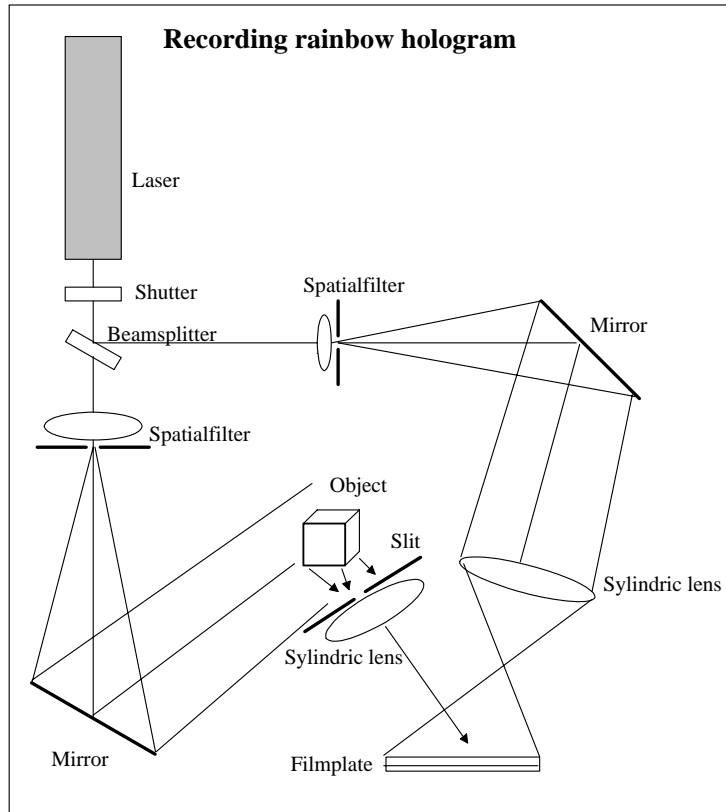 Recording rainbow hologram
Laser
Shutter
Spatialfilter
Beamsplitter
Mirror
Spatialfilter
Object
Slit
Sylindric lens
Sylindric lens
Mirror
Filmplate